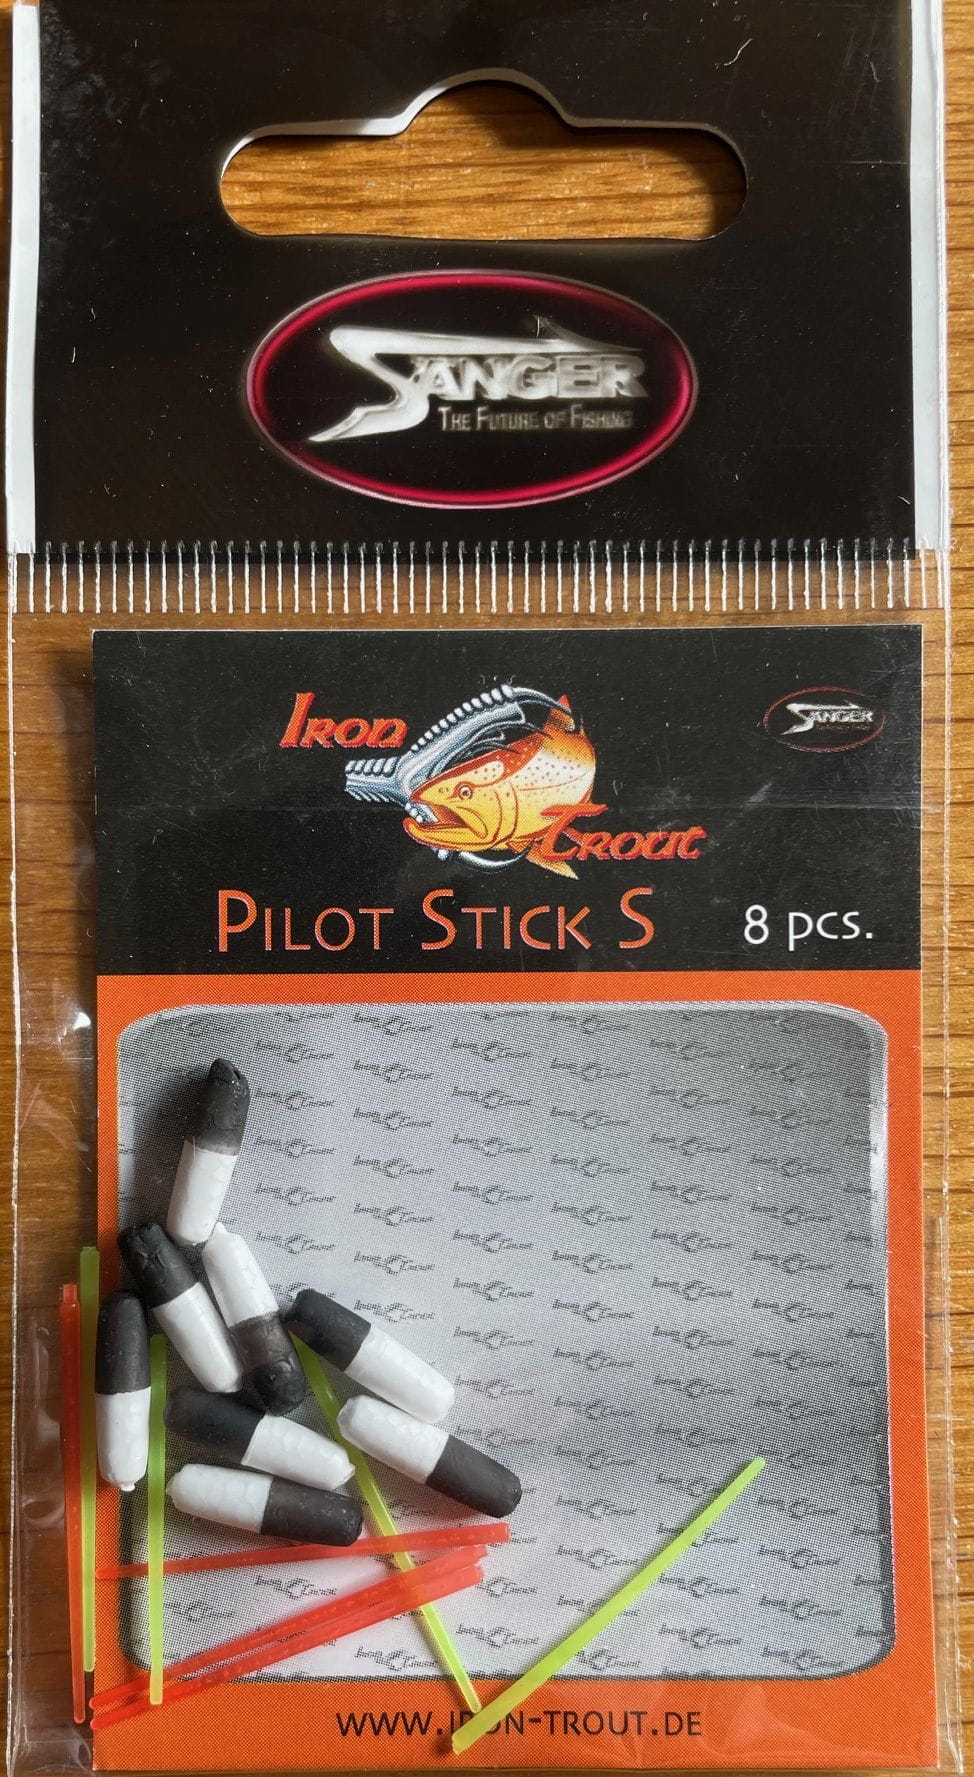 SANGER
THE FUTURE OF FISHING
IRON
TROUT
SANGER
PILOT STICK S
8 pcs.
WWW.IRON-TROUT.DE